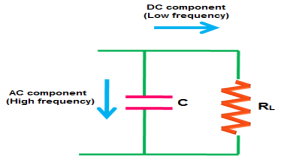 DC component
(Low frequency)
AC component
(High frequency)
C
RL